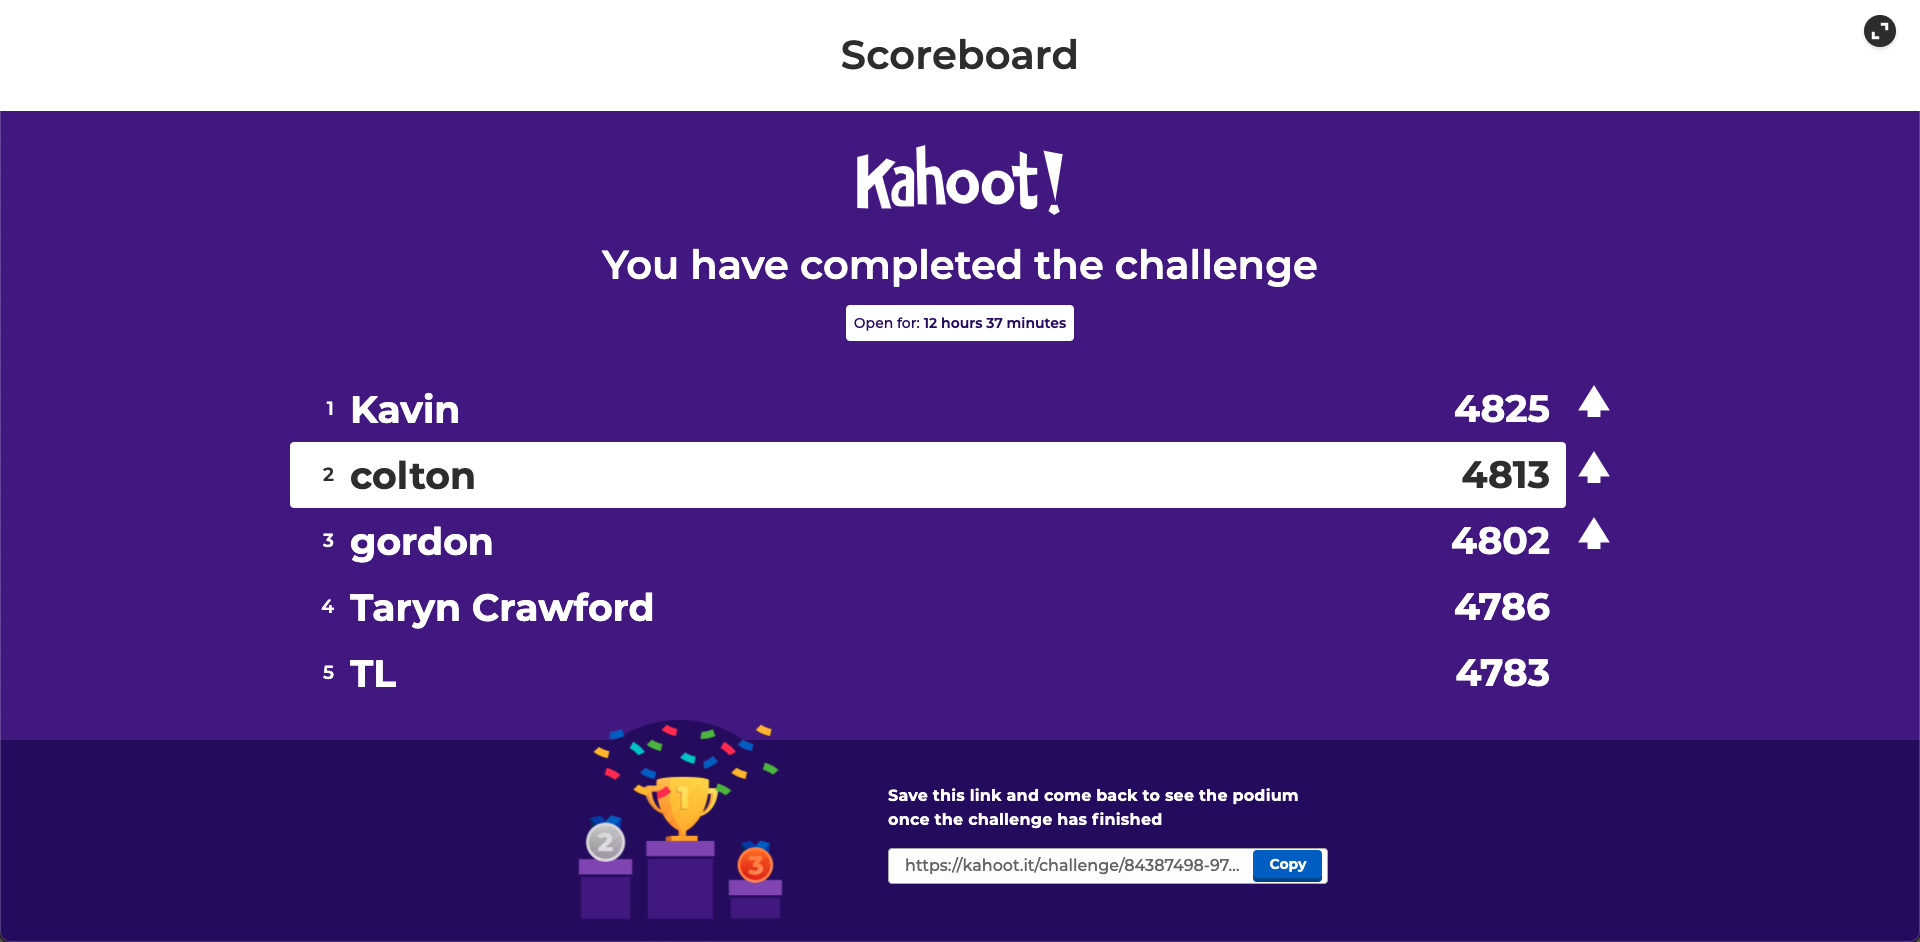 Scoreboard
Kahoot!
You have completed the challenge
Open for: 12 hours 37 minutes
1 Kavin 4825
2 colton 4813
3 gordon 4802
4 Taryn Crawford 4786
5 TL 4783
1
2
3
Save this link and come back to see the podium
once the challenge has finished
https://kahoot.it/challenge/84387498-97... Copy